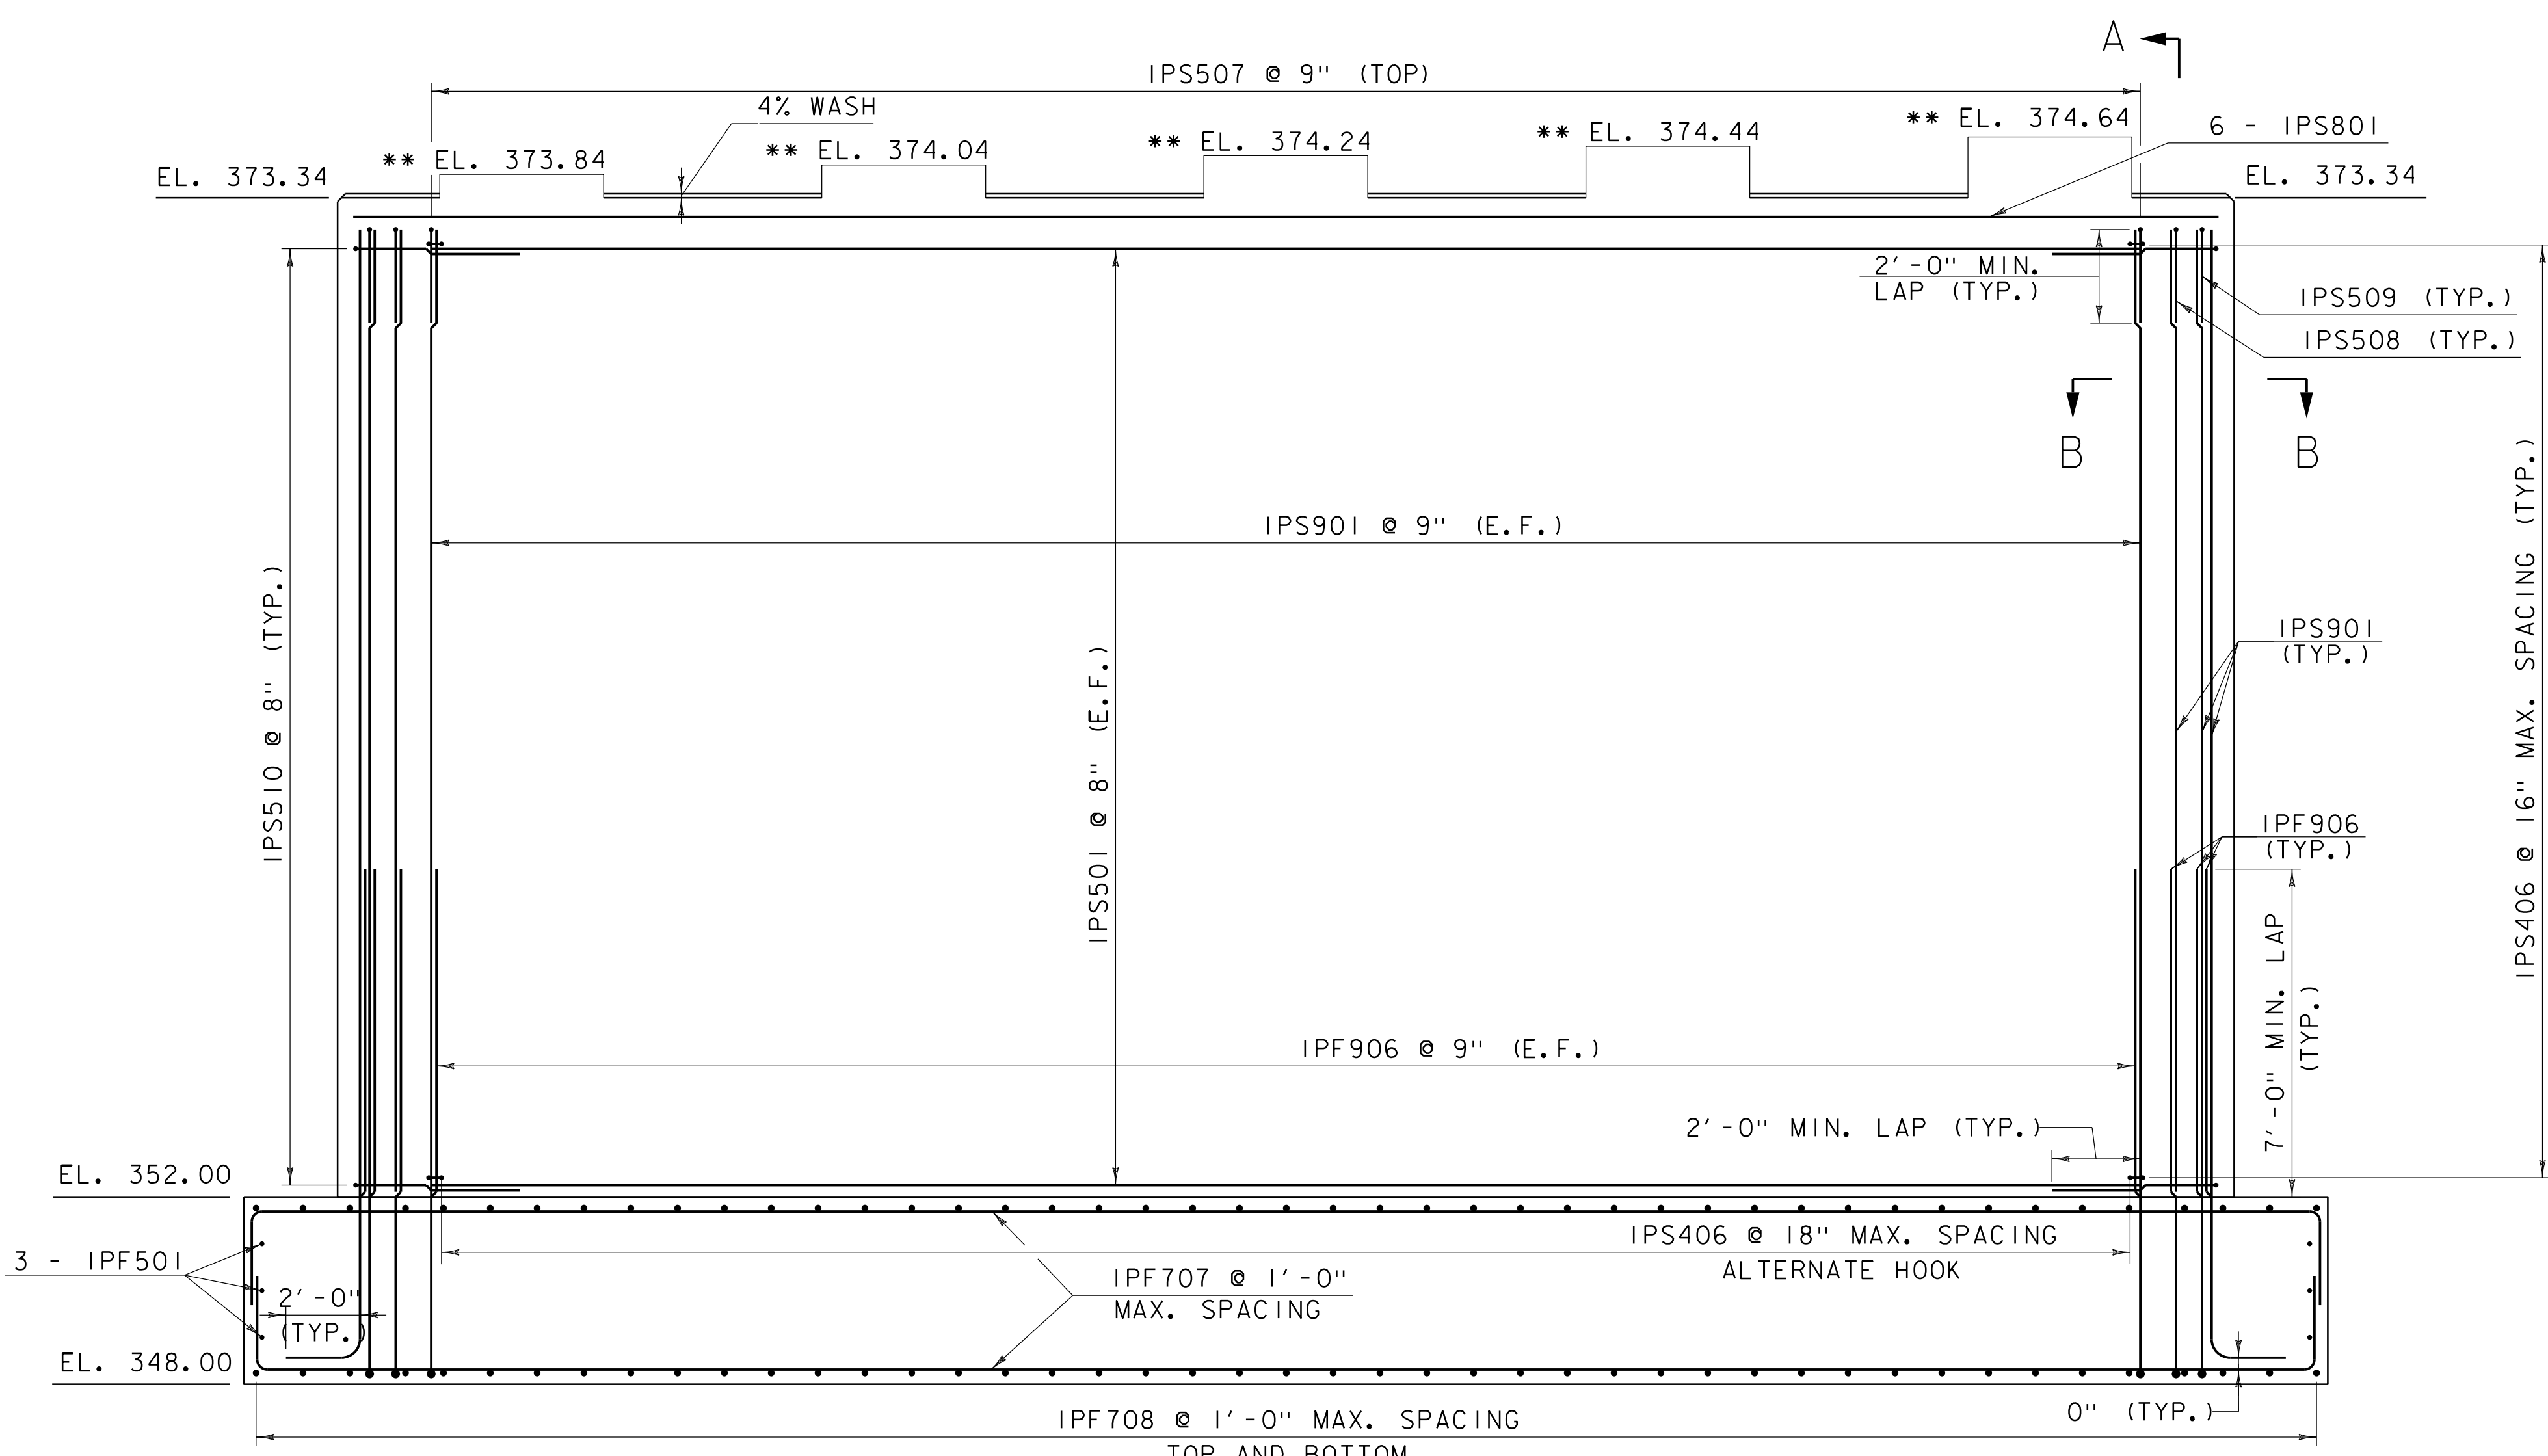 A
IPS507 @ 9" (TOP)
4% WASH
** EL. 373.84
** EL. 374.04
** EL. 374.24
** EL. 374.44
** EL. 374.64
6 - IPS801
EL. 373.34
EL. 373.34
2'-0" MIN.
LAP (TYP.)
IPS509 (TYP.)
IPS508 (TYP.)
B
B
IPS901 @ 9" (E.F.)
IPS510 @ 8" (TYP.)
IPS501 @ 8" (E.F.)
IPS406 @ 16" MAX. SPACING (TYP.)
IPS901
(TYP.)
IPF906
(TYP.)
7'-0" MIN. LAP
(TYP.)
IPF906 @ 9" (E.F.)
2'-0" MIN. LAP (TYP.)
EL. 352.00
IPS406 @ 18" MAX. SPACING
ALTERNATE HOOK
3 - IPF501
IPF707 @ 1'-0"
MAX. SPACING
2'-0"
(TYP.)
EL. 348.00
0" (TYP.)
IPF708 @ 1'-0" MAX. SPACING
TOP AND BOTTOM